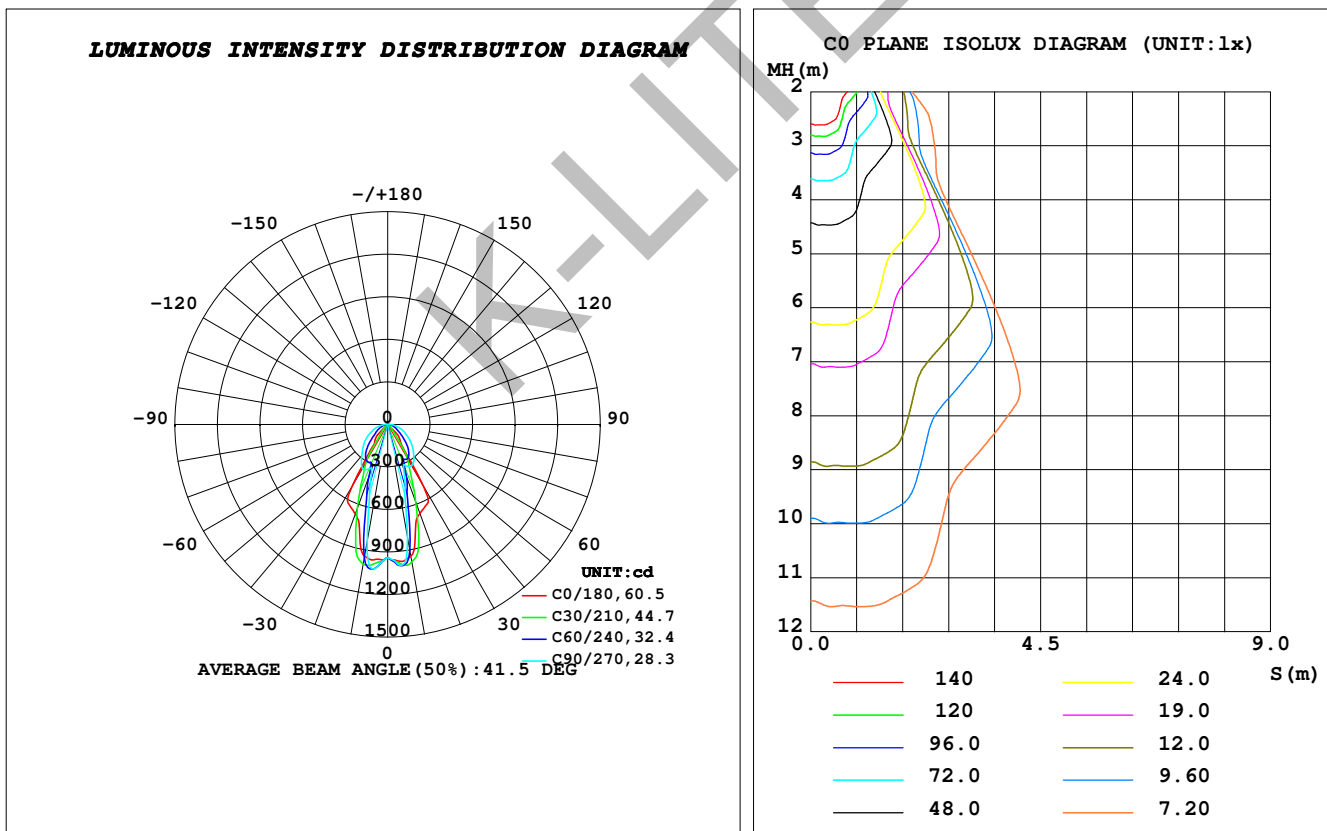 LUMINOUS INTENSITY DISTRIBUTION DIAGRAM
-/+180
-150 150
-120 120
-90 90
-60 60
-30 30
0
0
300
600
900
1200
1500
UNIT:cd
C0/180,60.5
C30/210,44.7
C60/240,32.4
C90/270,28.3
AVERAGE BEAM ANGLE(50%):41.5 DEG
C0 PLANE ISOLUX DIAGRAM (UNIT:lx)
MH(m)
2
3
4
5
6
7
8
9
10
11
12
0.0 4.5 9.0
S(m)
140 24.0
120 19.0
96.0 12.0
72.0 9.60
48.0 7.20
K-LITE